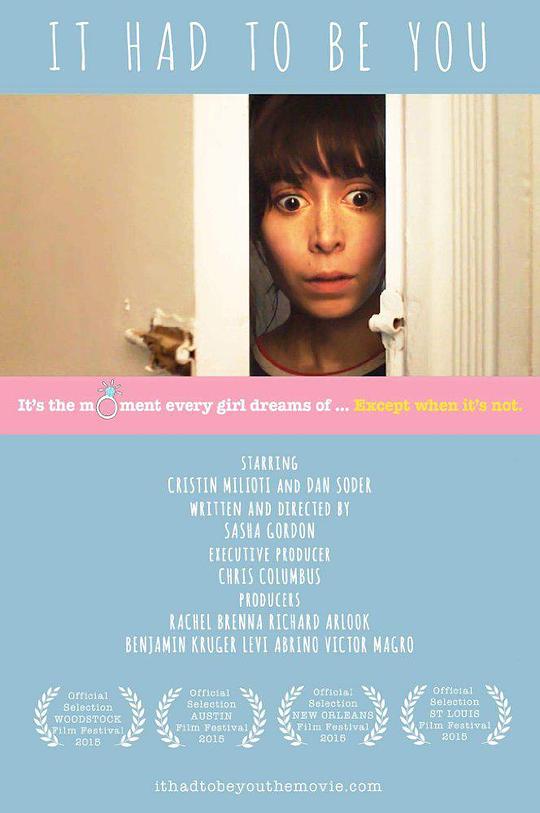 IT HAD TO BE YOU
It's the moment every girl dreams of ... Except when it's not.
STARRING
CRISTIN MILIOTI AND DAN SODER
WRITTEN AND DIRECTED BY
SASHA GORDON
EXECUTIVE PRODUCER
CHRIS COLUMBUS
PRODUCERS
RACHEL BRENNA RICHARD ARLOOK
BENJAMIN KRUGER LEVI ABRINO VICTOR MAGRO
Official
Selection
WOODSTOCK
Film Festival
2015
Official
Selection
AUSTIN
Film Festival
2015
Official
Selection
NEW ORLEANS
Film Festival
2015
Official
Selection
ST LOUIS
Film Festival
2015
ithadtobeyouthemovie.com